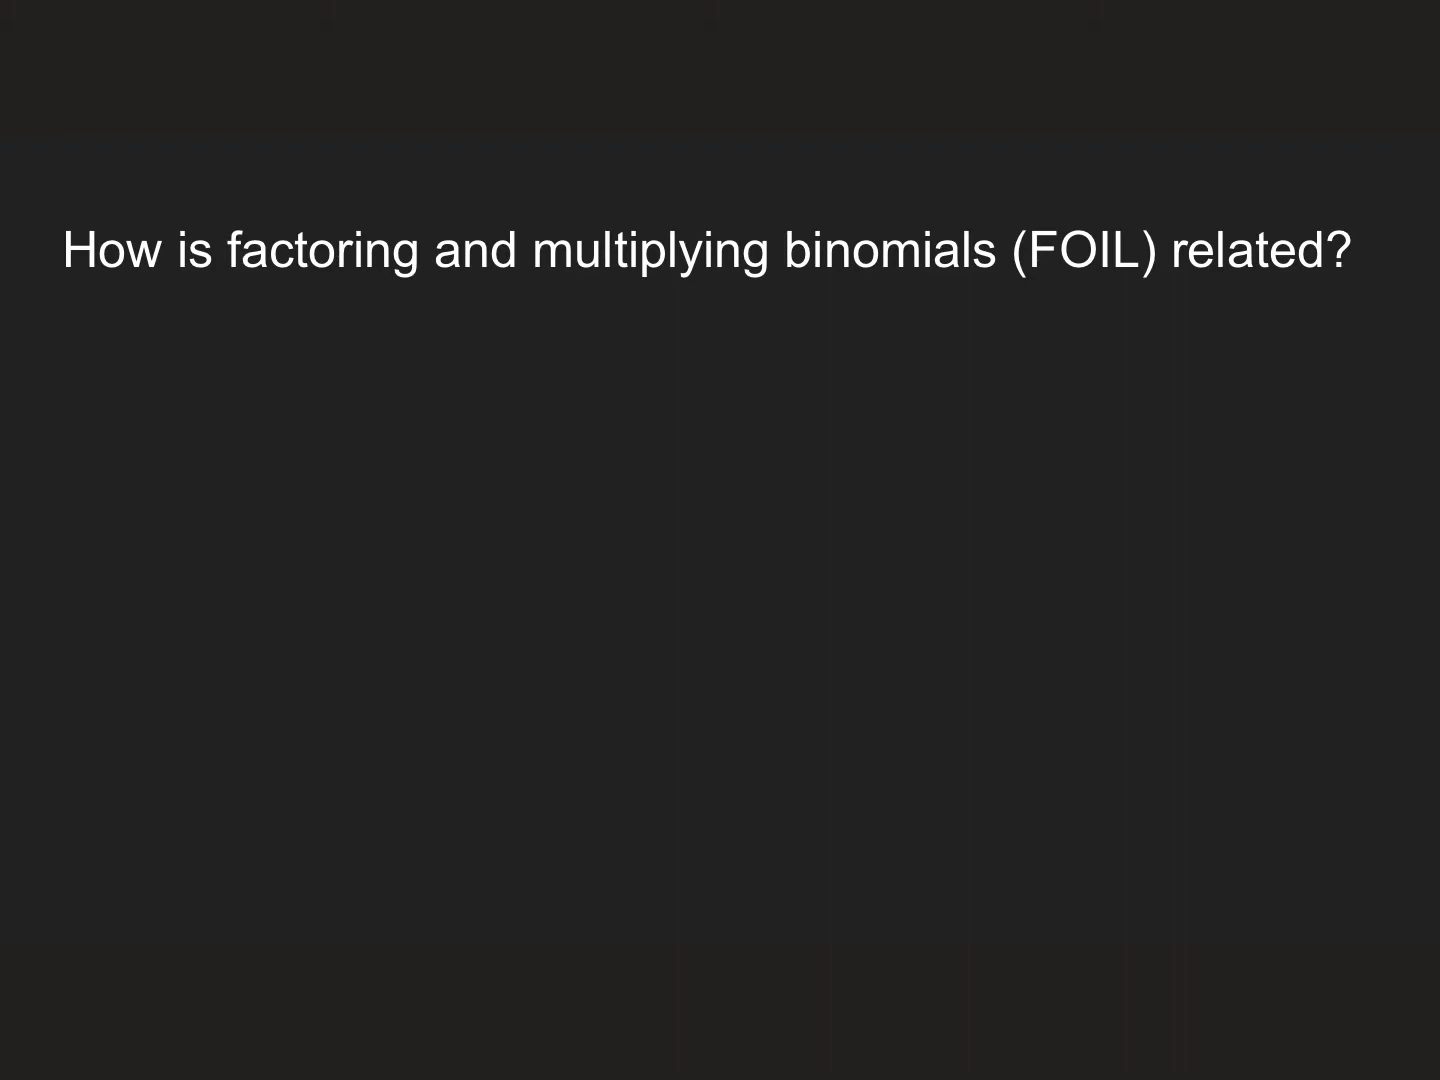 How is factoring and multiplying binomials (FOIL) related?